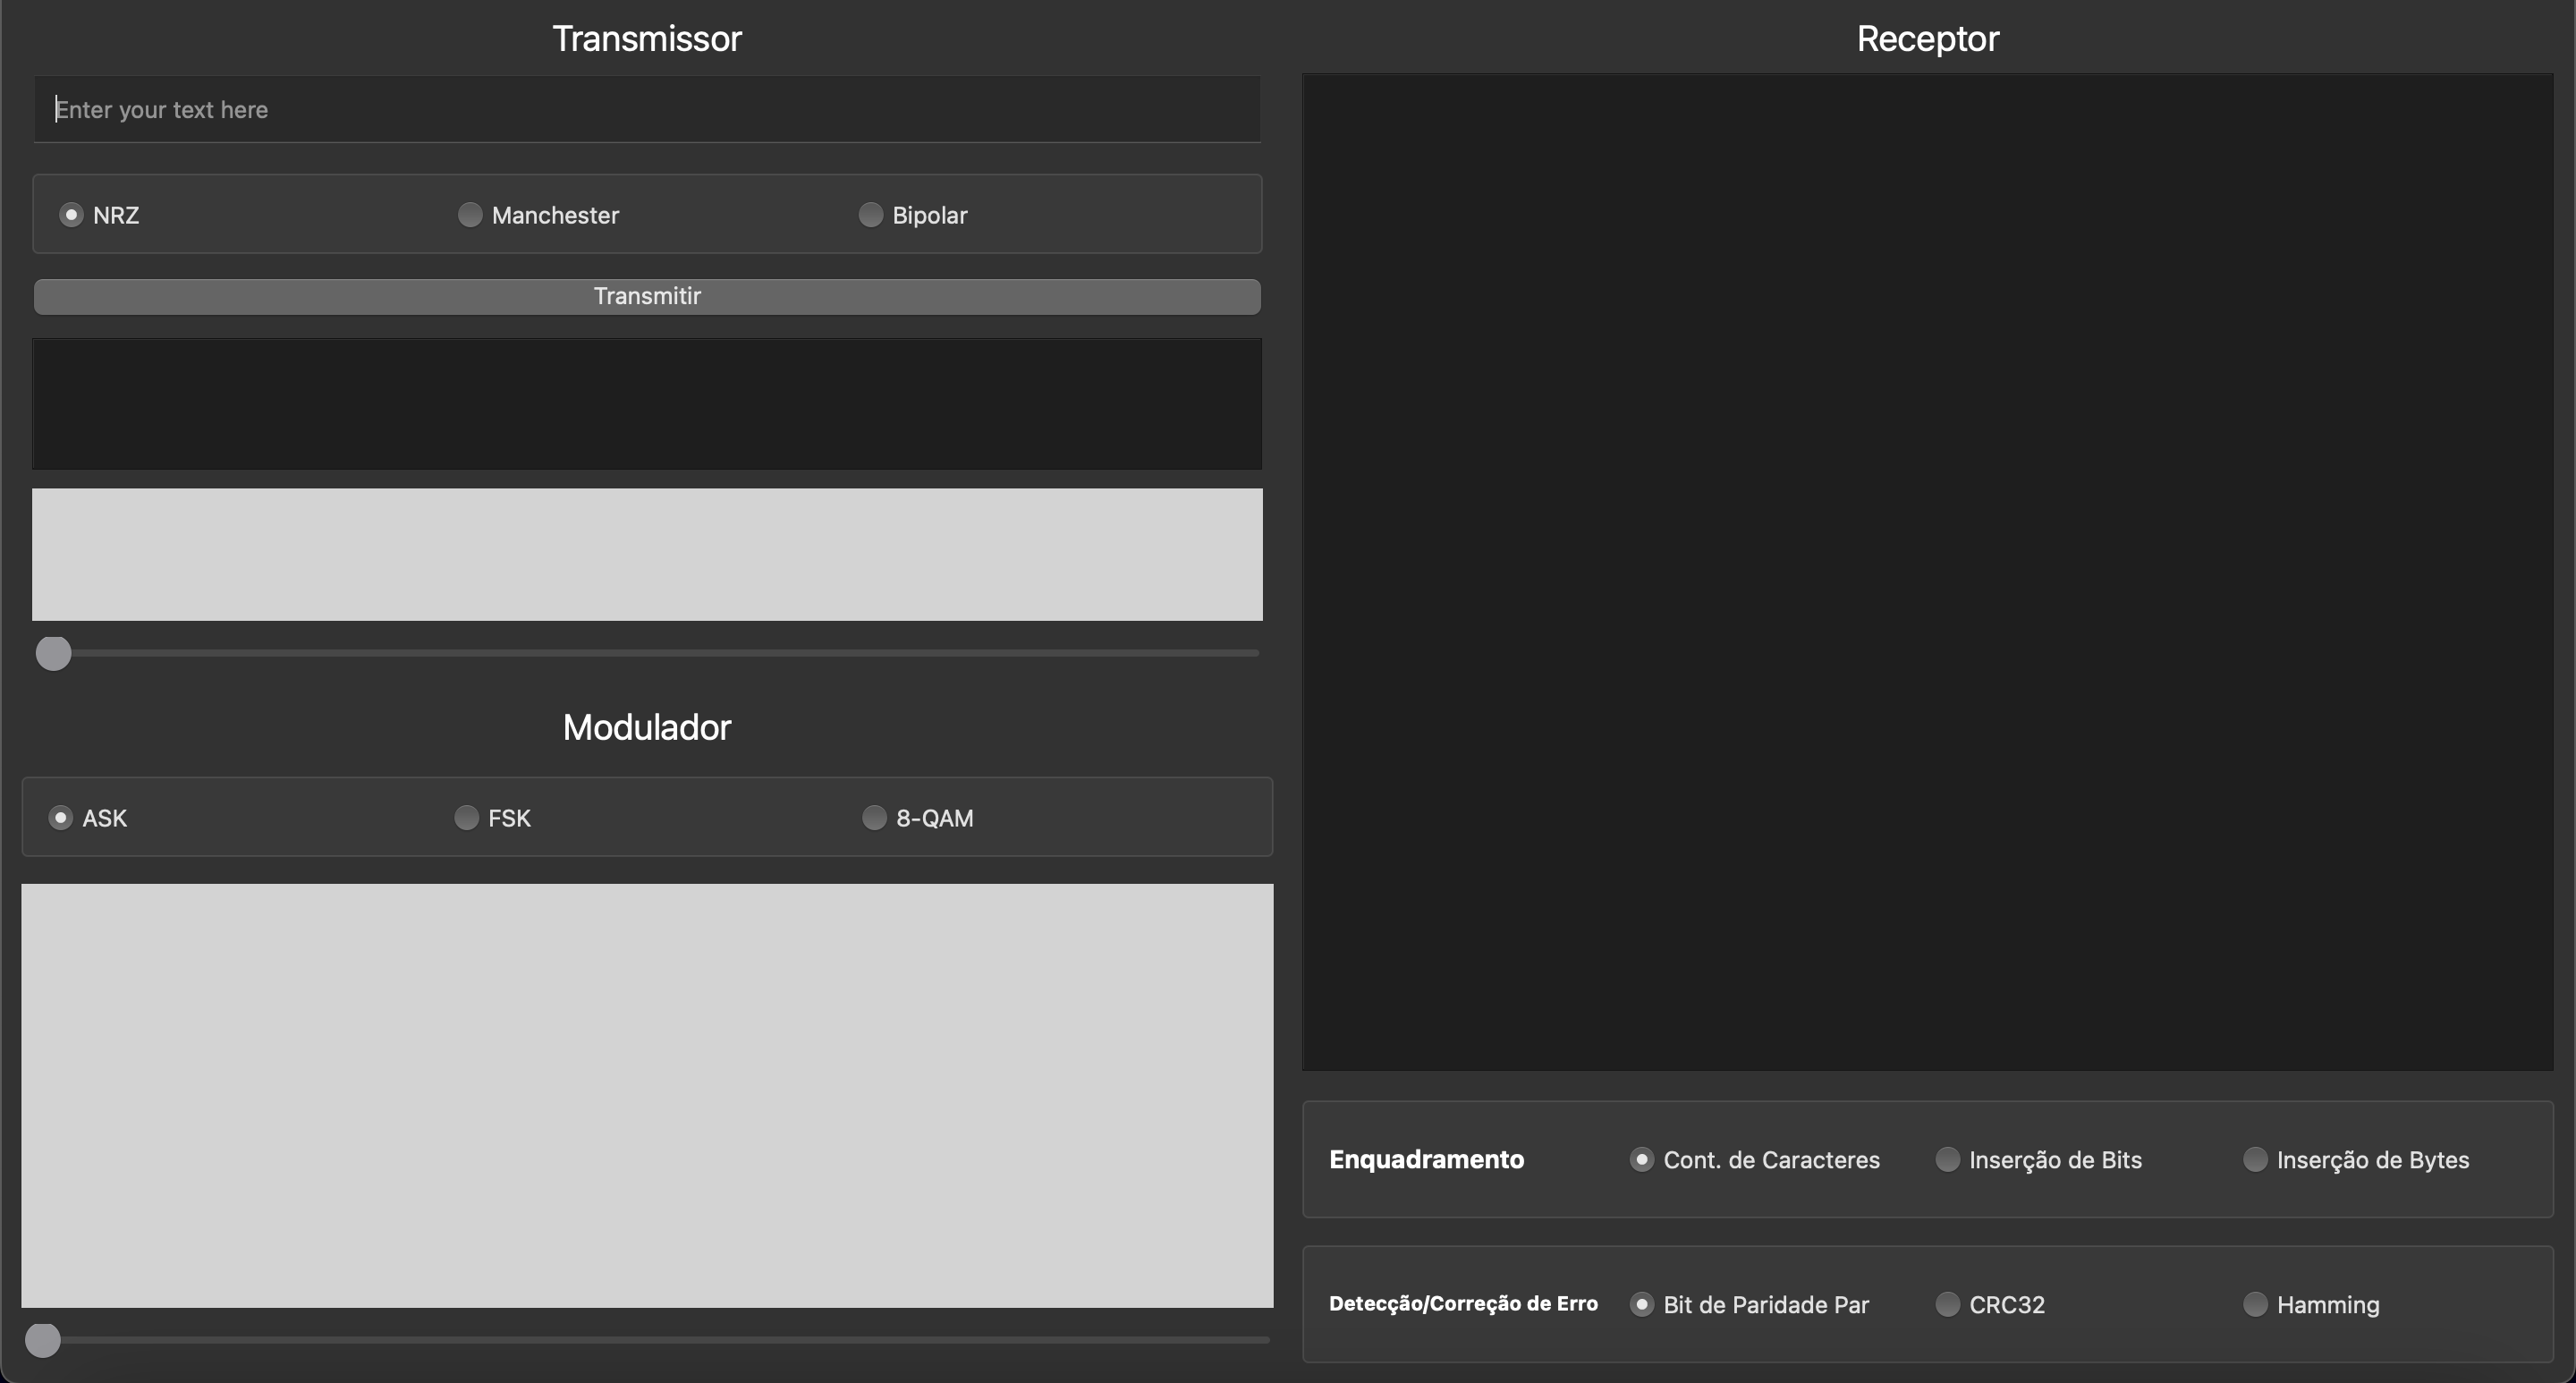 Transmissor
Enter your text here
NRZ Manchester Bipolar
Transmitir
Modulador
ASK FSK 8-QAM
Receptor
Enquadramento Cont. de Caracteres Inserção de Bits Inserção de Bytes
Detecção/Correção de Erro Bit de Paridade Par CRC32 Hamming